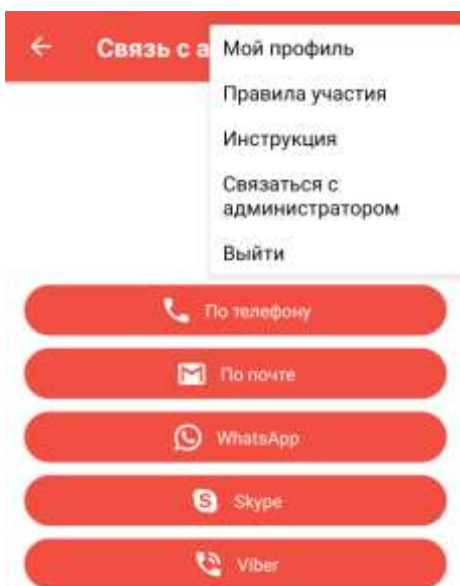 Связь с а
Мой профиль
Правила участия
Инструкция
Связаться с
администратором
Выйти
По телефону
По почте
WhatsApp
Skype
Viber